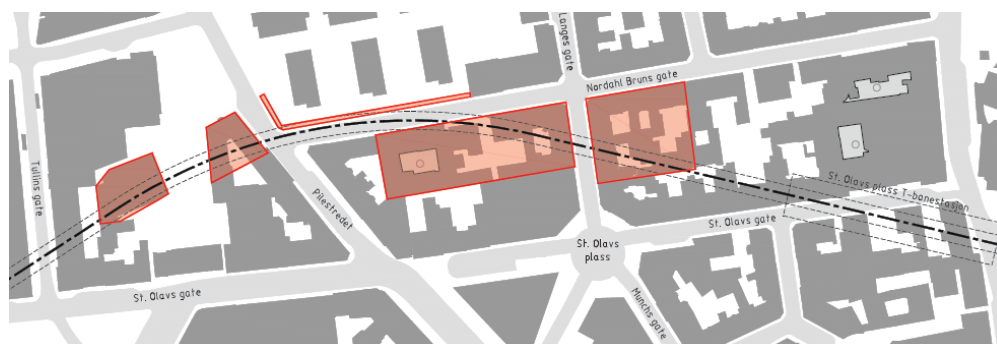 Langes gate
Nordahl Bruns gate
Tullins gate
Pilestredet
St. Olavs plass T-banestasjon
St. Olavs gate
St. Olavs
plass
St. Olavs gate
Munchs gate